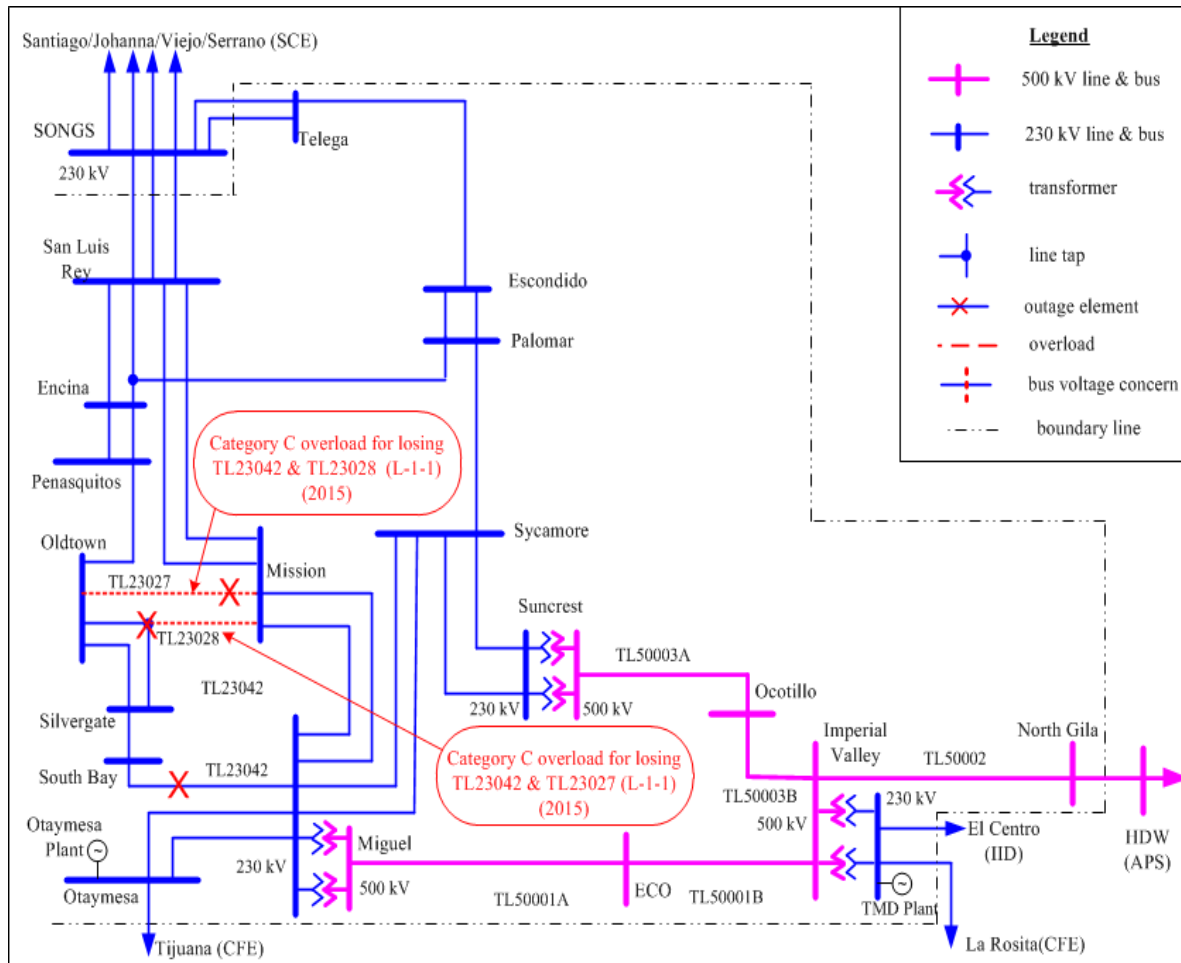 Santiago/Johanna/Viejo/Serrano (SCE)
SONGS
230 kV
Telega
San Luis
Rey
Escondido
Palomar
Encina
Penasquitos
Category C overload for losing
TL23042 & TL23028 (L-1-1)
(2015)
Oldtown
TL23027
Mission
Sycamore
TL23028
Suncrest
TL50003A
TL23042
Ocotillo
Silvergate
230 kV
500 kV
Imperial
Valley
North Gila
South Bay
TL23042
Category C overload for losing
TL23042 & TL23027 (L-1-1)
(2015)
TL50002
TL50003B
500 kV
230 kV
Otaymesa
Plant
Miguel
El Centro
(IID)
HDW
(APS)
230 kV
500 kV
Otaymesa
ECO
TL50001A
TL50001B
TMD Plant
Tijuana (CFE)
La Rosita(CFE)
Legend
500 kV line & bus
230 kV line & bus
transformer
line tap
outage element
overload
bus voltage concern
boundary line